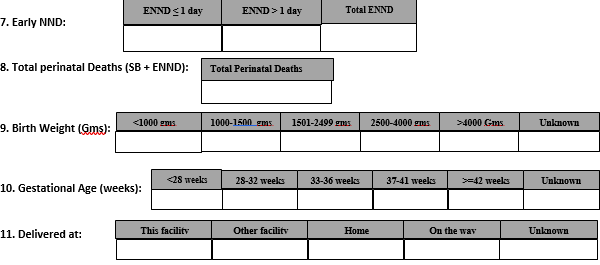 7. Early NND:
ENND ≤ 1 day ENND > 1 day Total ENND
8. Total perinatal Deaths (SB + ENND):
Total Perinatal Deaths
9. Birth Weight (Gms):
<1000 gms 1000-1500 gms 1501-2499 gms 2500-4000 gms >4000 Gms Unknown
10. Gestational Age (weeks):
<28 weeks 28-32 weeks 33-36 weeks 37-41 weeks >=42 weeks Unknown
11. Delivered at:
This facility Other facility Home On the way Unknown